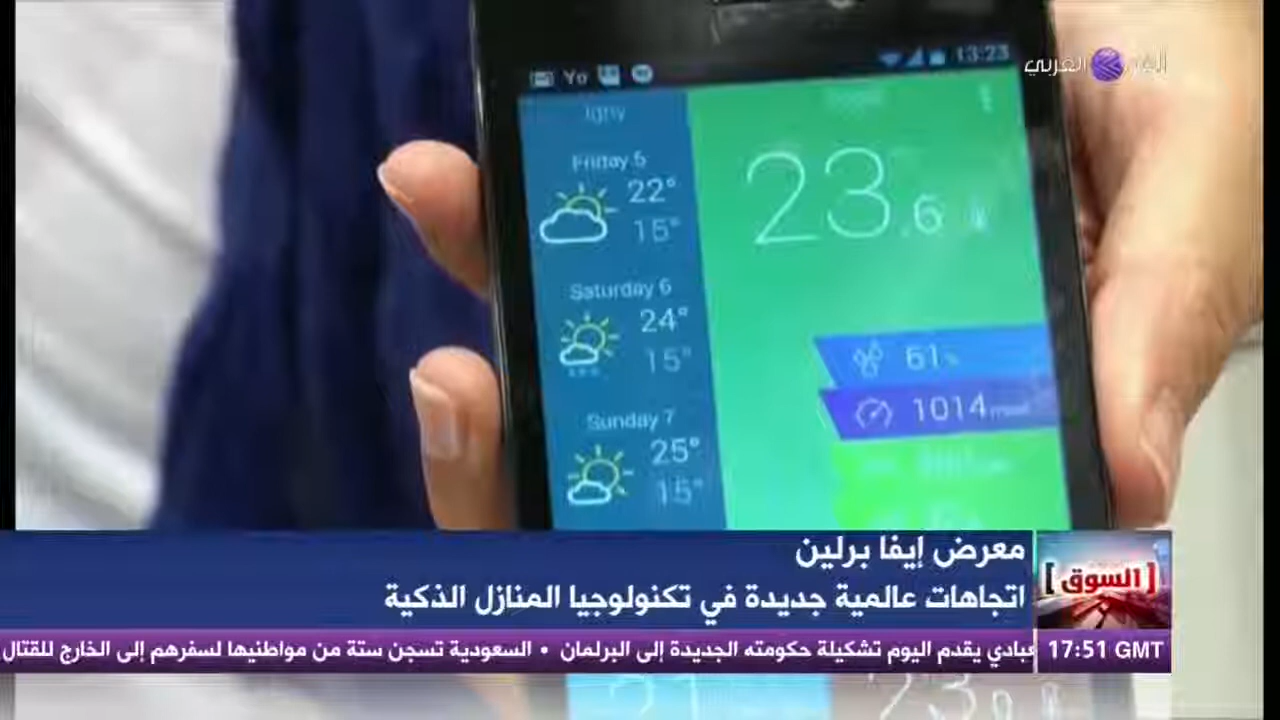 Yo
13:23
العربي
Igny
Friday 5
22°
15°
23.6
Saturday 6
24°
15°
61%
1014
Sunday 7
25°
15°
معرض إيفا برلين
اتجاهات عالمية جديدة في تكنولوجيا المنازل الذكية
[السوق]
عبادي يقدم اليوم تشكيلة حكومته الجديدة إلى البرلمان • السعودية تسجن ستة من مواطنيها لسفرهم إلى الخارج للقتال
17:51 GMT